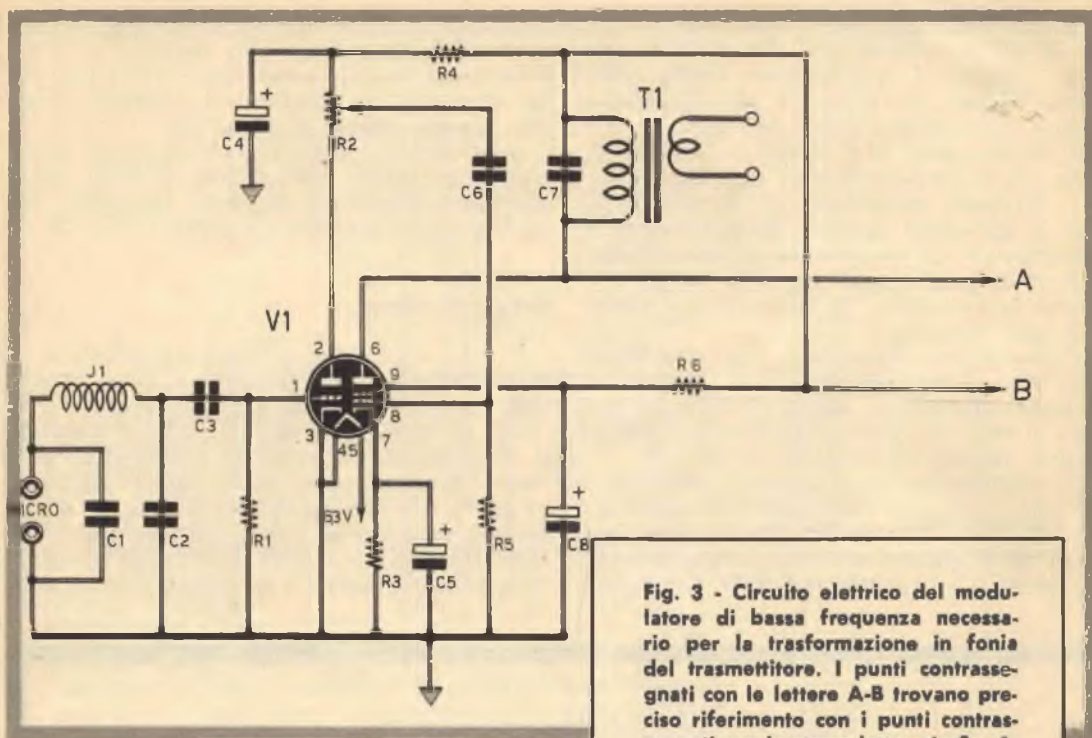 R4
T1
C4
+
R2
C6
C7
A
V1
2
6
J1
1
9
R6
B
8
C3
3
45
7
ICRO
C1
C2
R1
63V
R3
+
C5
R5
+
C8
Fig. 3 - Circuito elettrico del modu-
latore di bassa frequenza necessa-
rio per la trasformazione in fonia
del trasmettitore. I punti contrasse-
gnati con le lettere A-B trovano pre-
ciso riferimento con i punti contras-